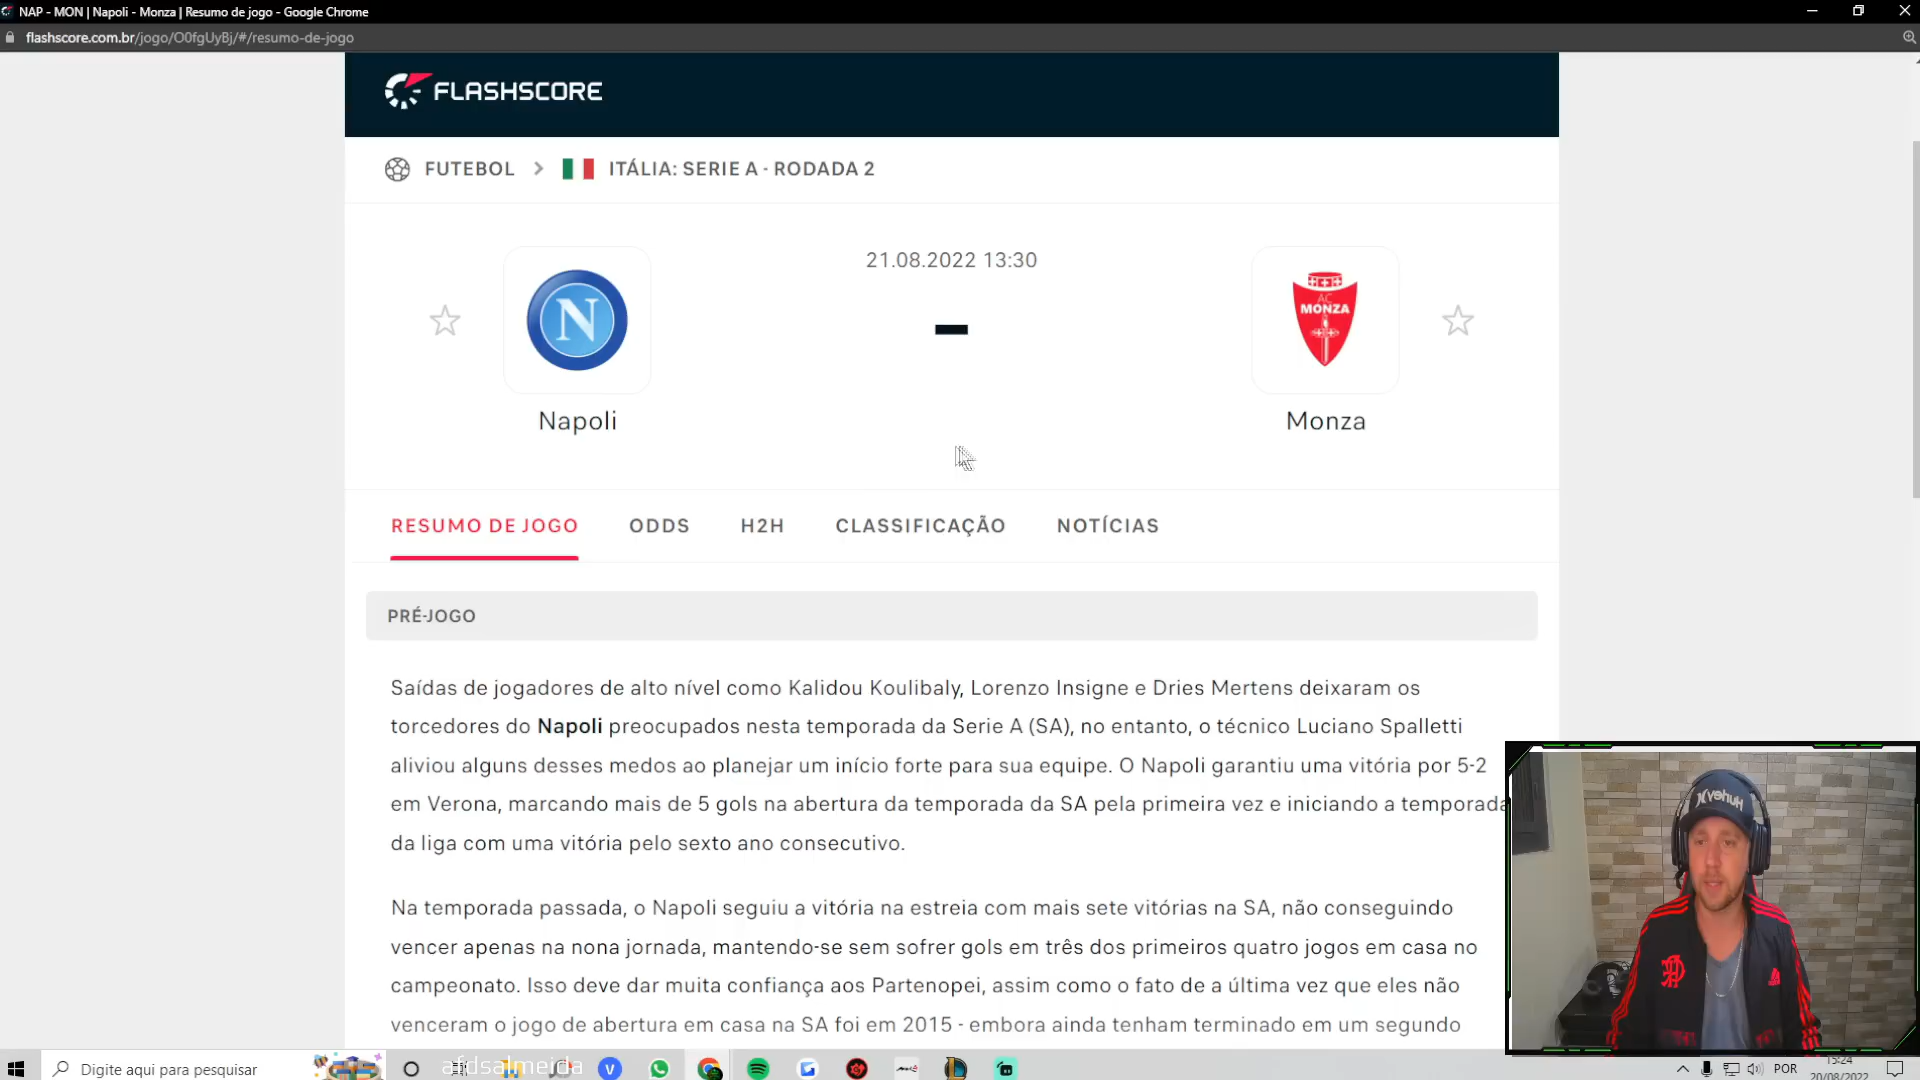 NAP - MON | Napoli - Monza | Resumo de jogo - Google Chrome
flashscore.com.br/jogo/O0fgUyBj/#/resumo-de-jogo
FLASHSCORE
FUTEBOL > ITÁLIA: SERIE A - RODADA 2
21.08.2022 13:30
N
AC
MONZA
Napoli
Monza
RESUMO DE JOGO ODDS H2H CLASSIFICAÇÃO NOTÍCIAS
PRÉ-JOGO
Saídas de jogadores de alto nível como Kalidou Koulibaly, Lorenzo Insigne e Dries Mertens deixaram os
torcedores do Napoli preocupados nesta temporada da Serie A (SA), no entanto, o técnico Luciano Spalletti
aliviou alguns desses medos ao planejar um início forte para sua equipe. O Napoli garantiu uma vitória por 5-2
em Verona, marcando mais de 5 gols na abertura da temporada da SA pela primeira vez e iniciando a temporada
da liga com uma vitória pelo sexto ano consecutivo.
Na temporada passada, o Napoli seguiu a vitória na estreia com mais sete vitórias na SA, não conseguindo
vencer apenas na nona jornada, mantendo-se sem sofrer gols em três dos primeiros quatro jogos em casa no
campeonato. Isso deve dar muita confiança aos Partenopei, assim como o fato de a última vez que eles não
venceram o jogo de abertura em casa na SA foi em 2015 - embora ainda tenham terminado em um segundo
Digite aqui para pesquisar
afdsalmeida
POR
15:24
20/08/2022